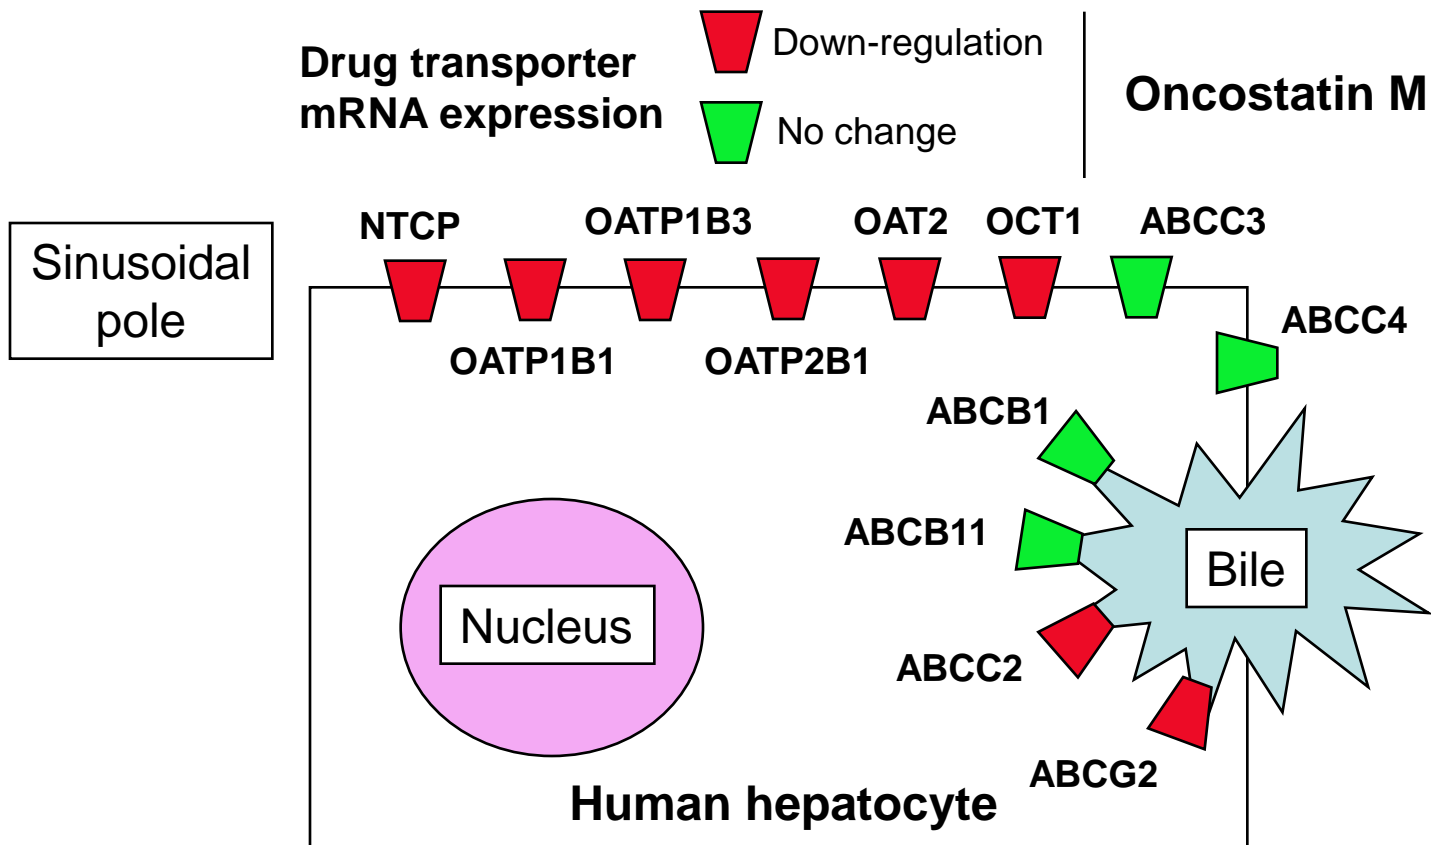 Drug transporter
mRNA expression
Down-regulation
No change
Oncostatin M
Sinusoidal
pole
NTCP
OATP1B3
OAT2
OCT1
ABCC3
OATP1B1
OATP2B1
ABCC4
ABCB1
ABCB11
Bile
Nucleus
ABCC2
ABCG2
Human hepatocyte